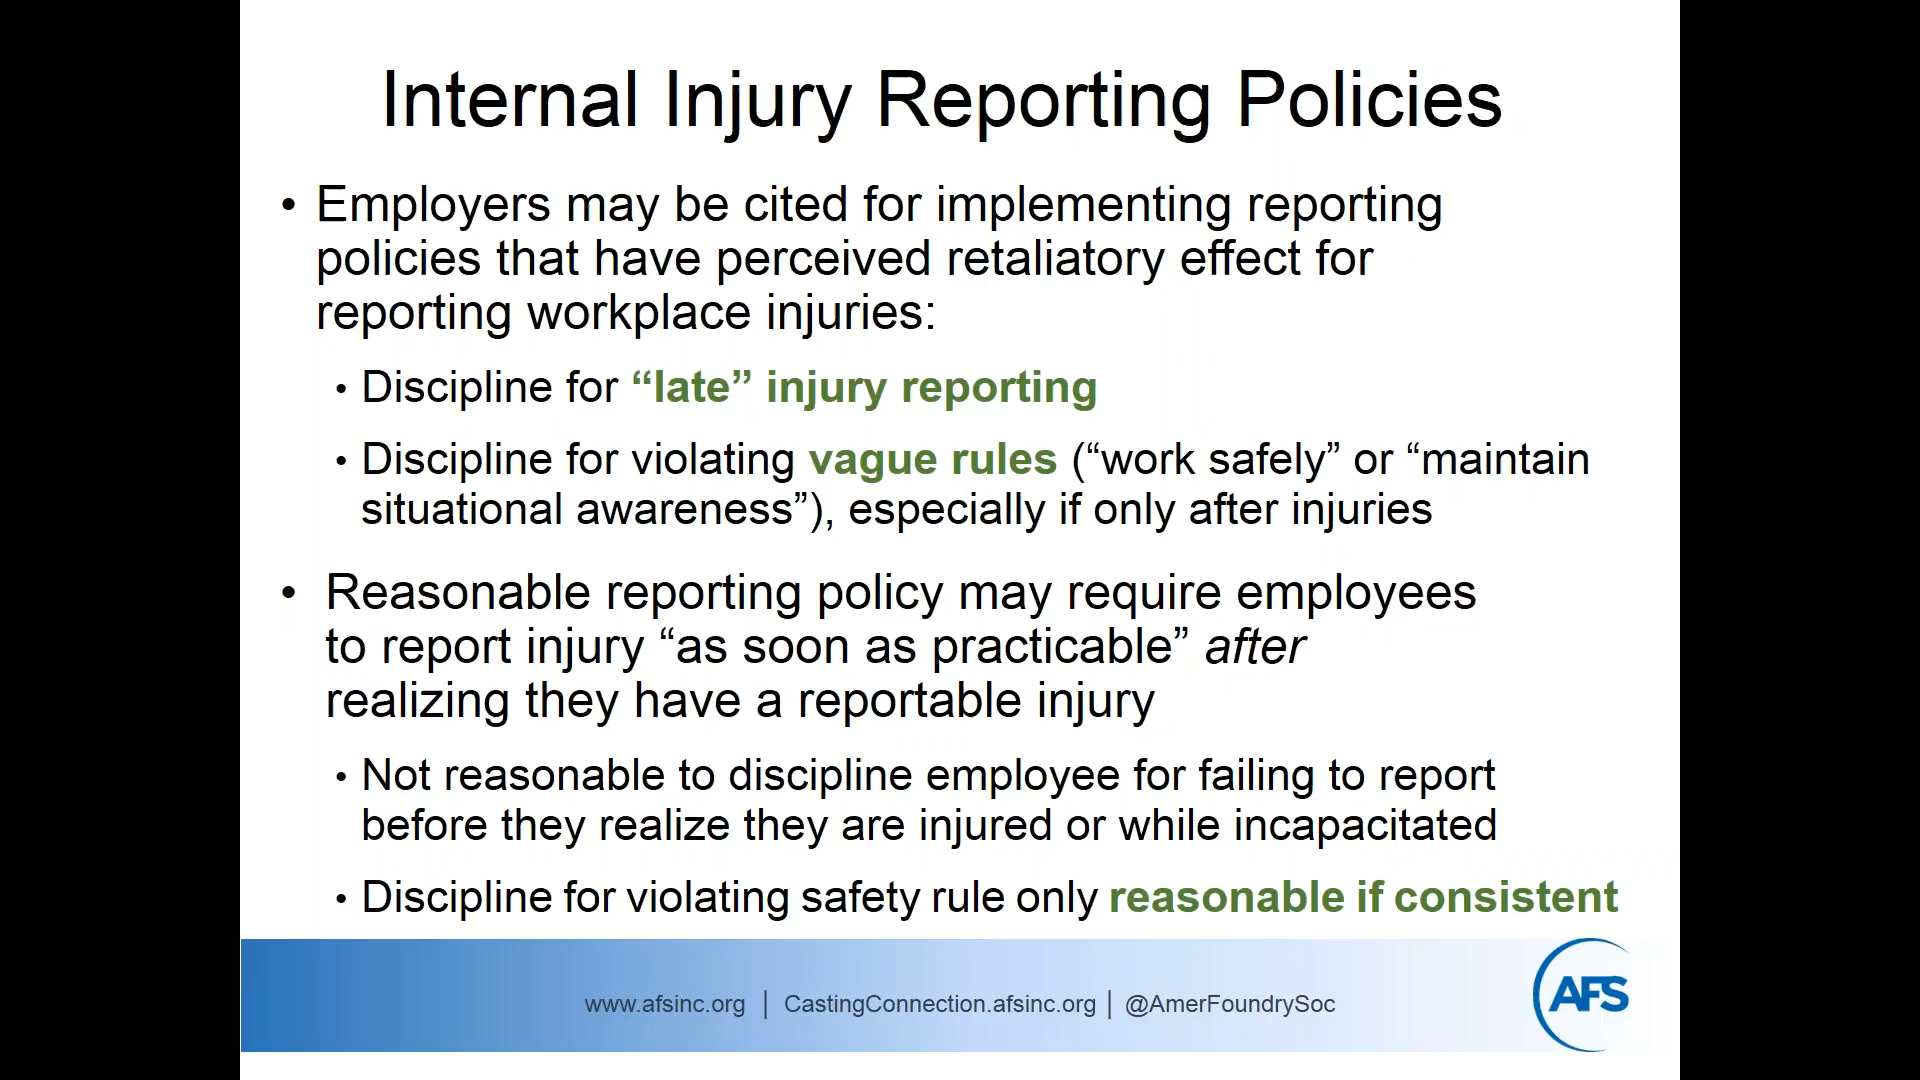 Internal Injury Reporting Policies
• Employers may be cited for implementing reporting
policies that have perceived retaliatory effect for
reporting workplace injuries:
• Discipline for “late” injury reporting
• Discipline for violating vague rules (“work safely” or “maintain
situational awareness”), especially if only after injuries
• Reasonable reporting policy may require employees
to report injury “as soon as practicable” after
realizing they have a reportable injury
• Not reasonable to discipline employee for failing to report
before they realize they are injured or while incapacitated
• Discipline for violating safety rule only reasonable if consistent
www.afsinc.org | CastingConnection.afsinc.org | @AmerFoundrySoc
AFS